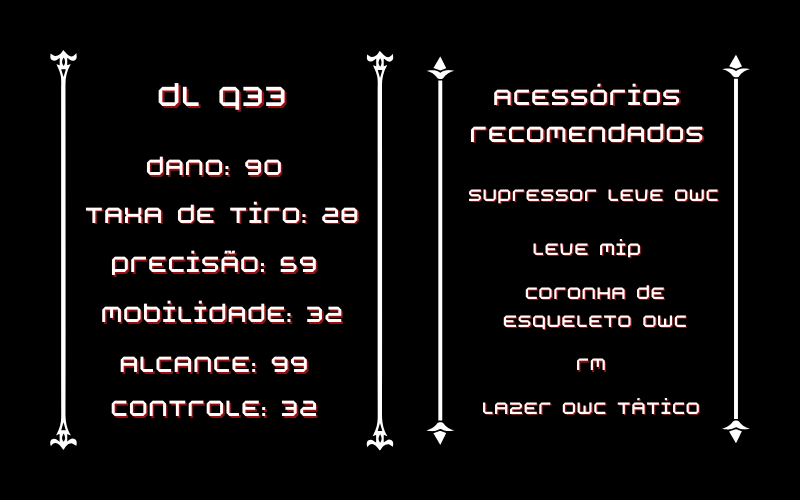 DL Q33
DANO: 90
TAXA DE TIRO: 28
PRECISÃO: 59
MOBILIDADE: 32
ALCANCE: 99
CONTROLE: 32
ACESSÓRIOS
RECOMENDADOS
SUPRESSOR LEVE OWC
LEVE MIP
CORONHA DE
ESQUELETO OWC
RM
LAZER OWC TÁTICO